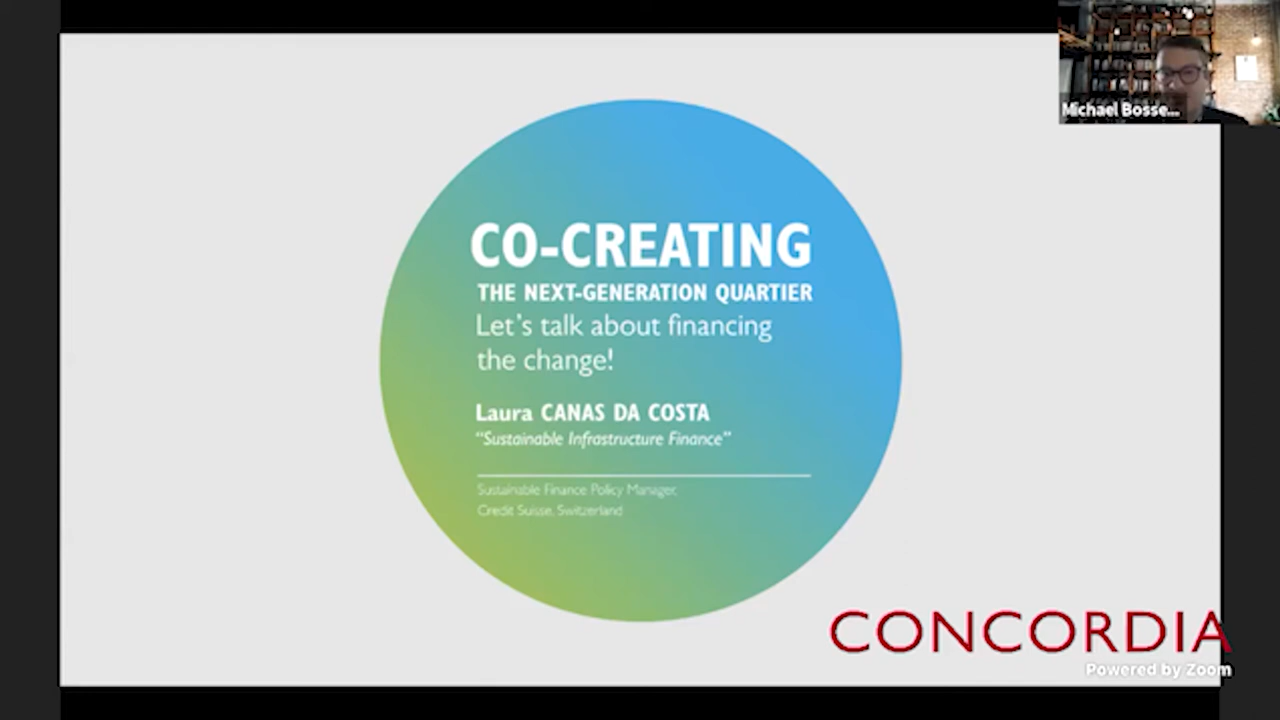 Michael Bosse...
CO-CREATING
THE NEXT-GENERATION QUARTIER
Let's talk about financing
the change!
Laura CANAS DA COSTA
"Sustainable Infrastructure Finance"
Sustainable Finance Policy Manager,
Credit Suisse, Switzerland
CONCORDIA
Powered by Zoom